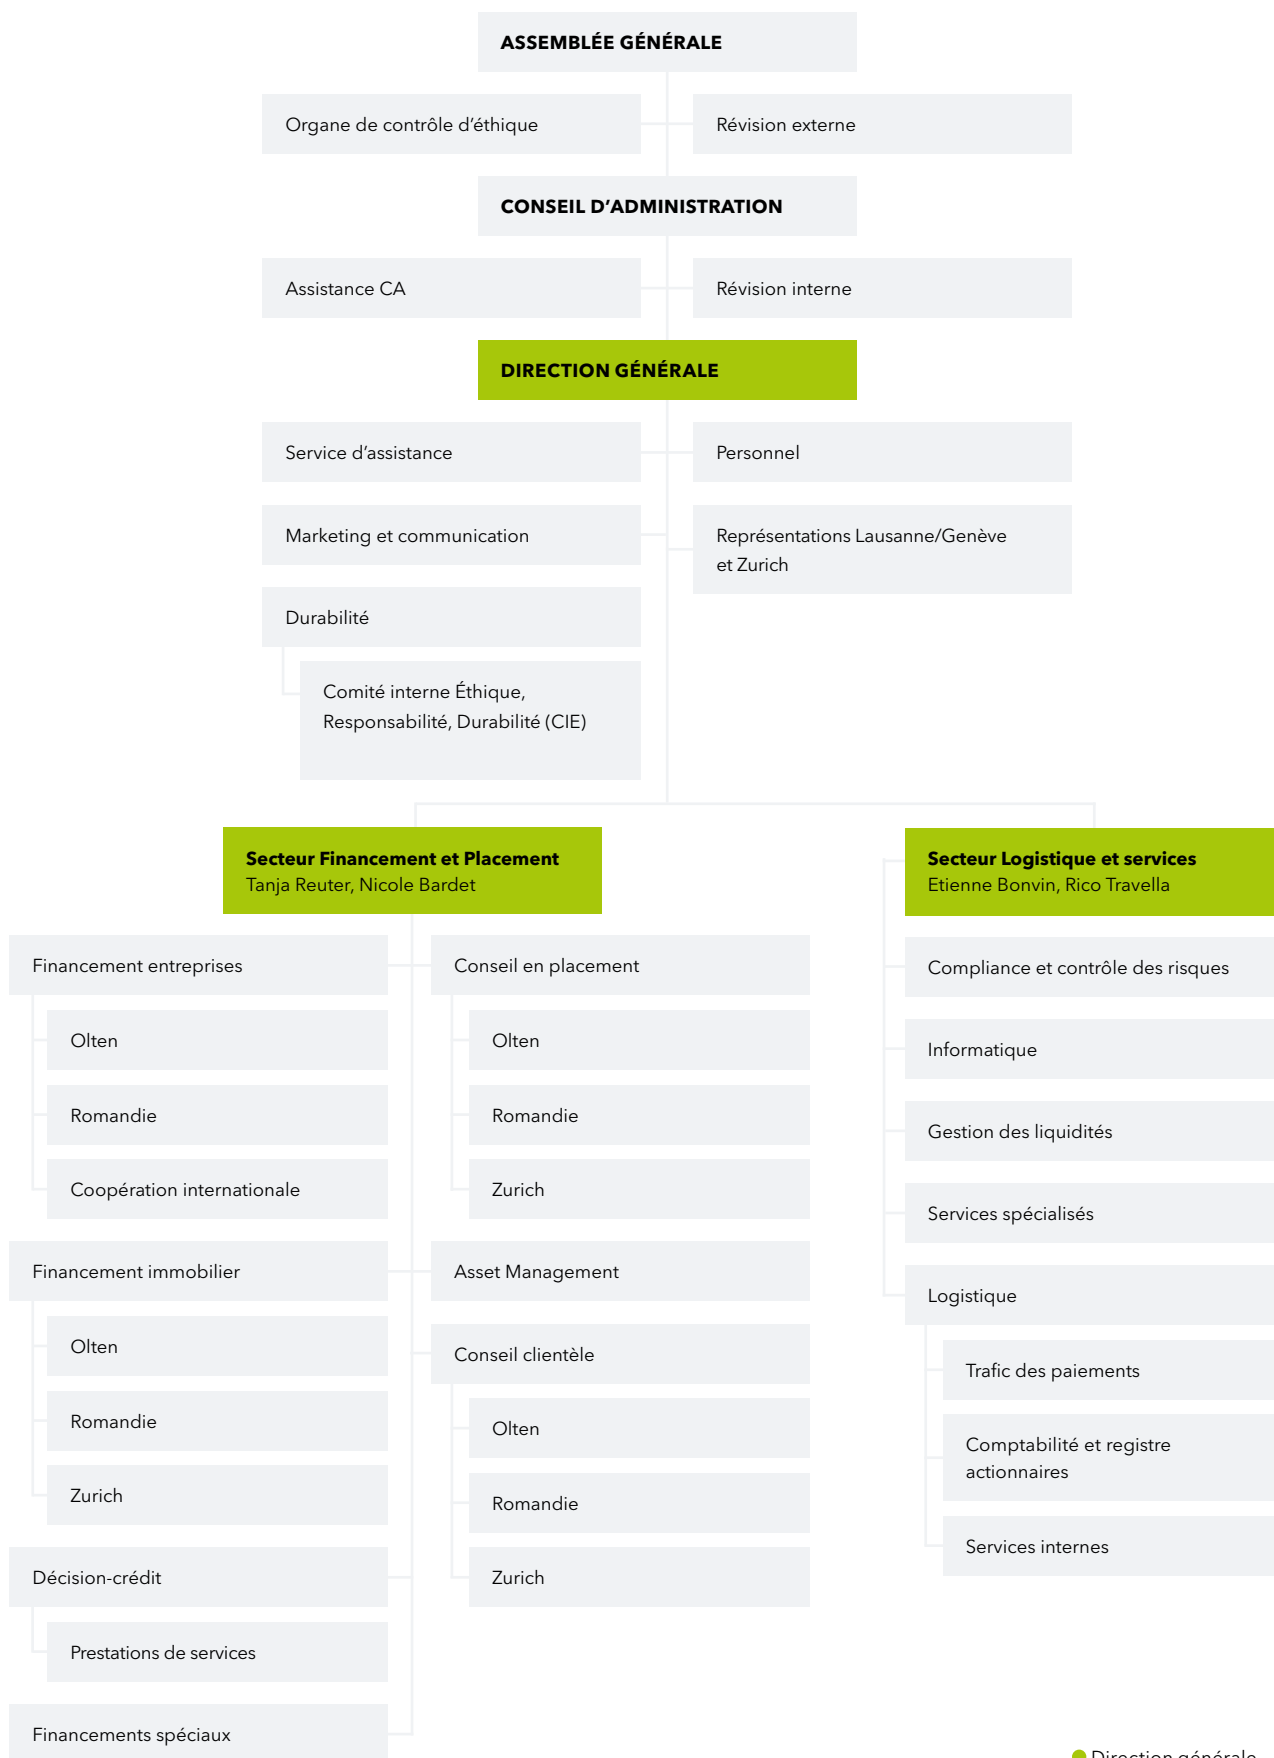 ASSEMBLÉE GÉNÉRALE
Organe de contrôle d’éthique
Révision externe
CONSEIL D’ADMINISTRATION
Assistance CA
Révision interne
DIRECTION GÉNÉRALE
Service d’assistance
Personnel
Marketing et communication
Représentations Lausanne/Genève
et Zurich
Durabilité
Comité interne Éthique,
Responsabilité, Durabilité (CIE)
Secteur Financement et Placement
Tanja Reuter, Nicole Bardet
Financement entreprises
Olten
Romandie
Coopération internationale
Financement immobilier
Olten
Romandie
Zurich
Décision-crédit
Prestations de services
Financements spéciaux
Conseil en placement
Olten
Romandie
Zurich
Asset Management
Conseil clientèle
Olten
Romandie
Zurich
Secteur Logistique et services
Etienne Bonvin, Rico Travella
Compliance et contrôle des risques
Informatique
Gestion des liquidités
Services spécialisés
Logistique
Trafic des paiements
Comptabilité et registre
actionnaires
Services internes
Direction générale